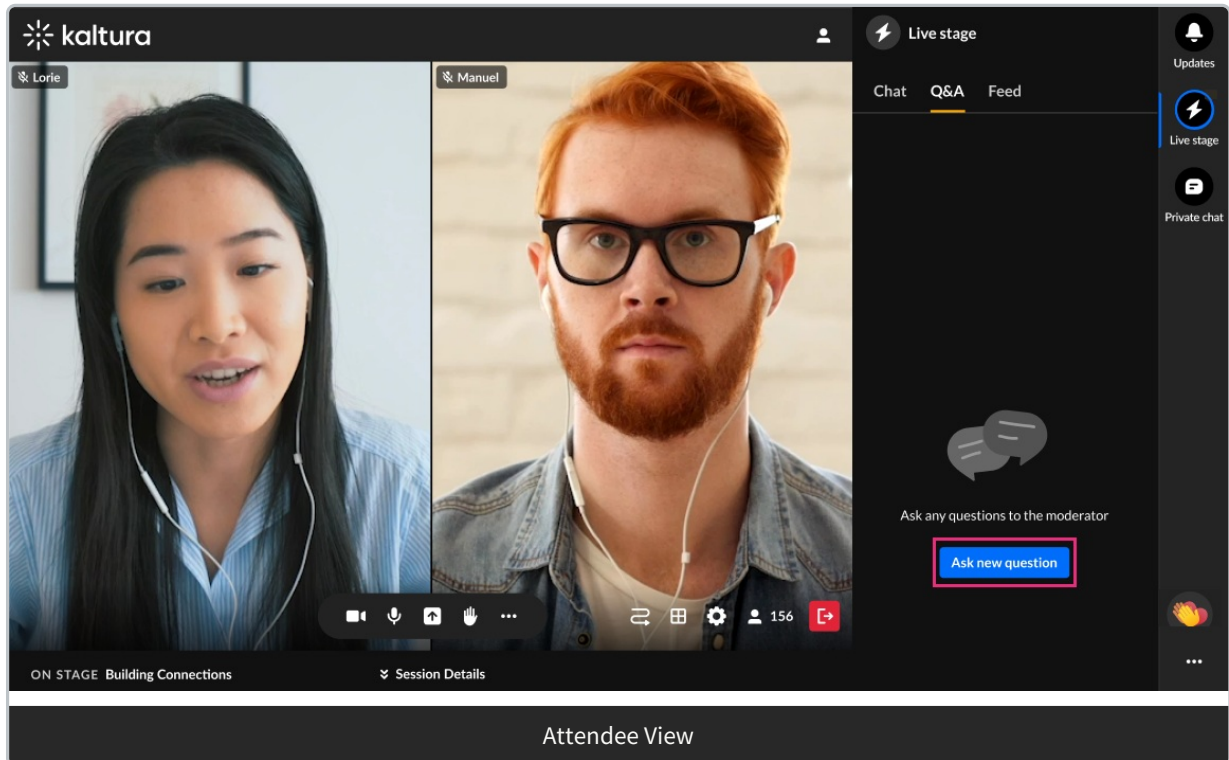 kaltura
Lorie
Manuel
Live stage
Chat Q&A Feed
Updates
Live stage
Private chat
Ask any questions to the moderator
Ask new question
156
ON STAGE Building Connections
Session Details
Attendee View